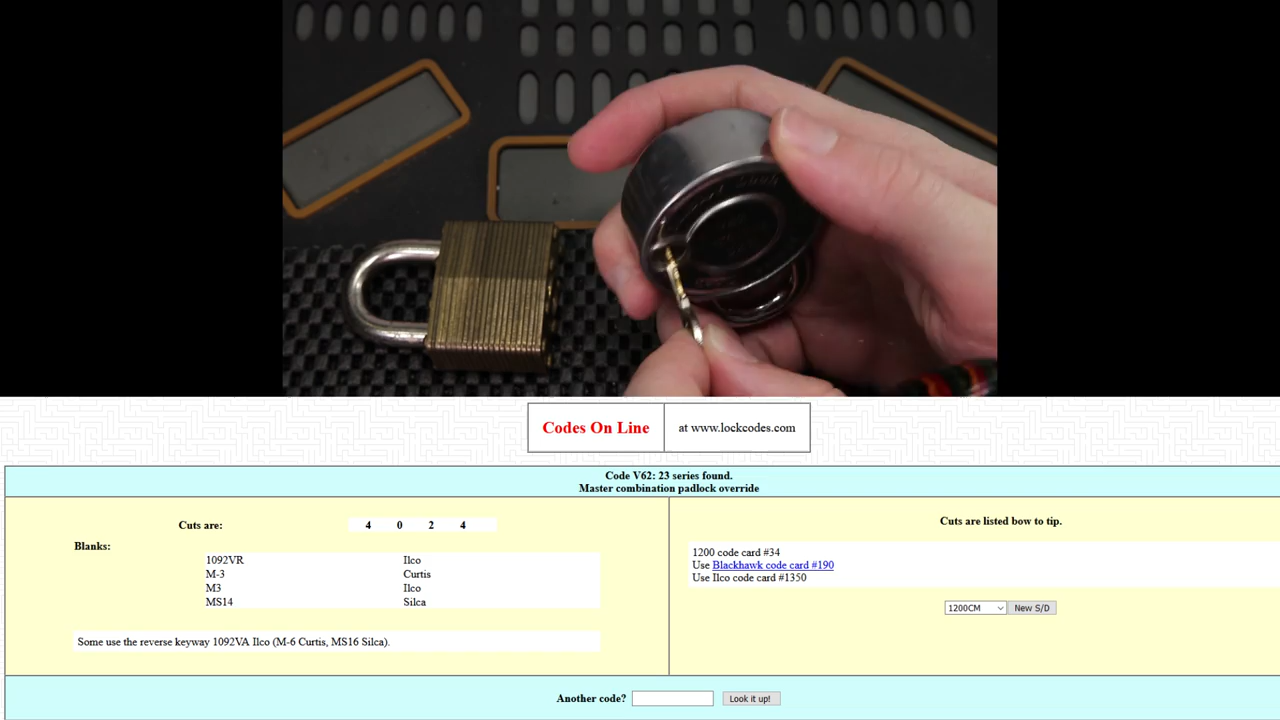 Codes On Line
at www.lockcodes.com
Code V62: 23 series found.
Master combination padlock override
Cuts are: 4 0 2 4
Blanks:
1092VR Ilco
M-3 Curtis
M3 Ilco
MS14 Silca
Some use the reverse keyway 1092VA Ilco (M-6 Curtis, MS16 Silca).
Cuts are listed bow to tip.
1200 code card #34
Use Blackhawk code card #190
Use Ilco code card #1350
1200CM New S/D
Another code? Look it up!